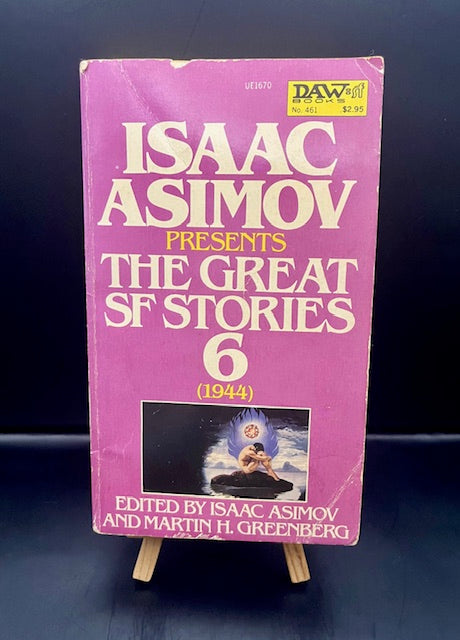 UE1670
DAW sf
BOOKS
No. 461 $2.95
ISAAC
ASIMOV
PRESENTS
THE GREAT
SF STORIES
6
(1944)
EDITED BY ISAAC ASIMOV
AND MARTIN H. GREENBERG